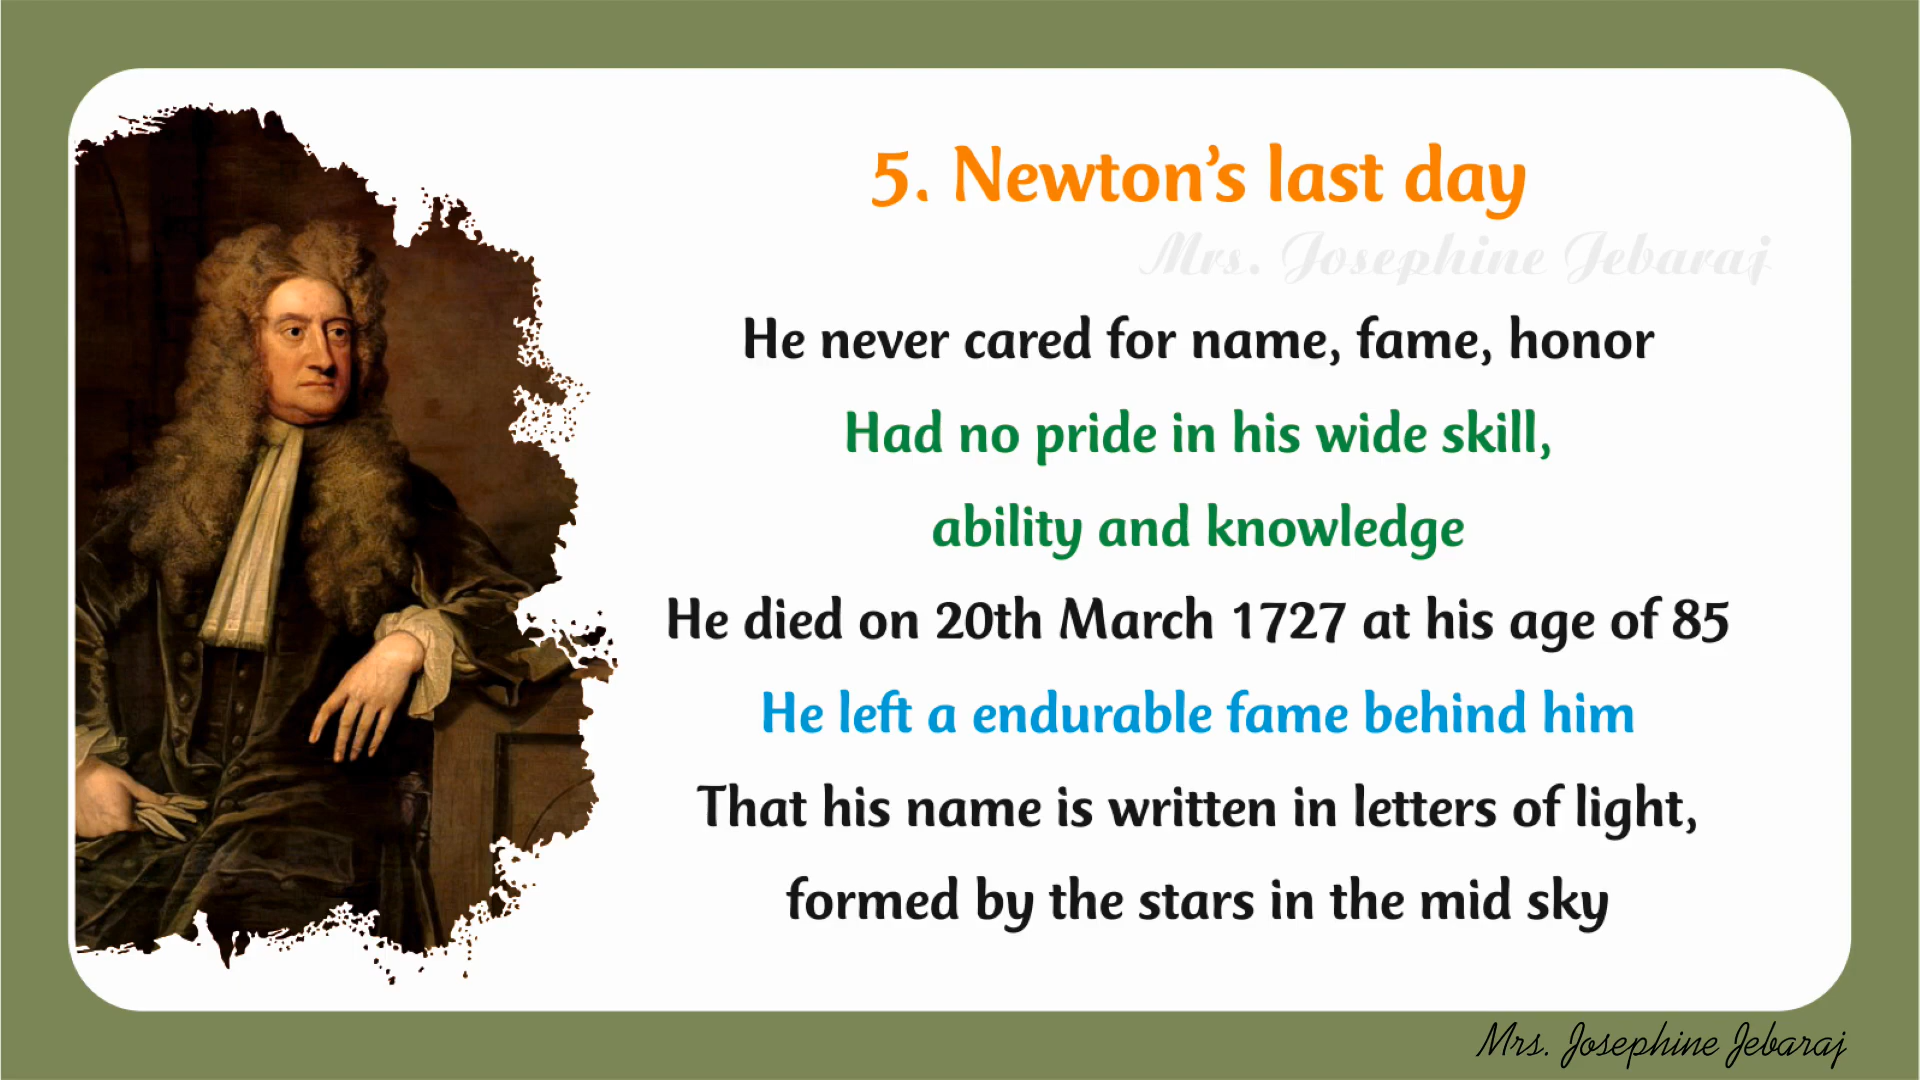 5. Newton's last day
Mrs. Josephine Jebaraj
He never cared for name, fame, honor
Had no pride in his wide skill,
ability and knowledge
He died on 20th March 1727 at his age of 85
He left a endurable fame behind him
That his name is written in letters of light,
formed by the stars in the mid sky
Mrs. Josephine Jebaraj